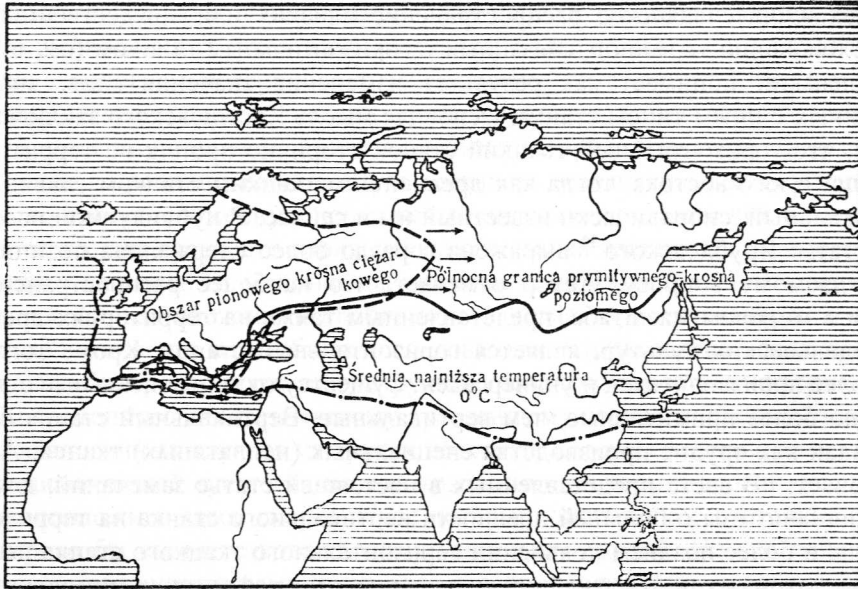 Obszar pionowego krosna ciężar-
kowego
Północna granica prymitywnego krosna
poziomego
Średnia najniższa temperatura
0°C